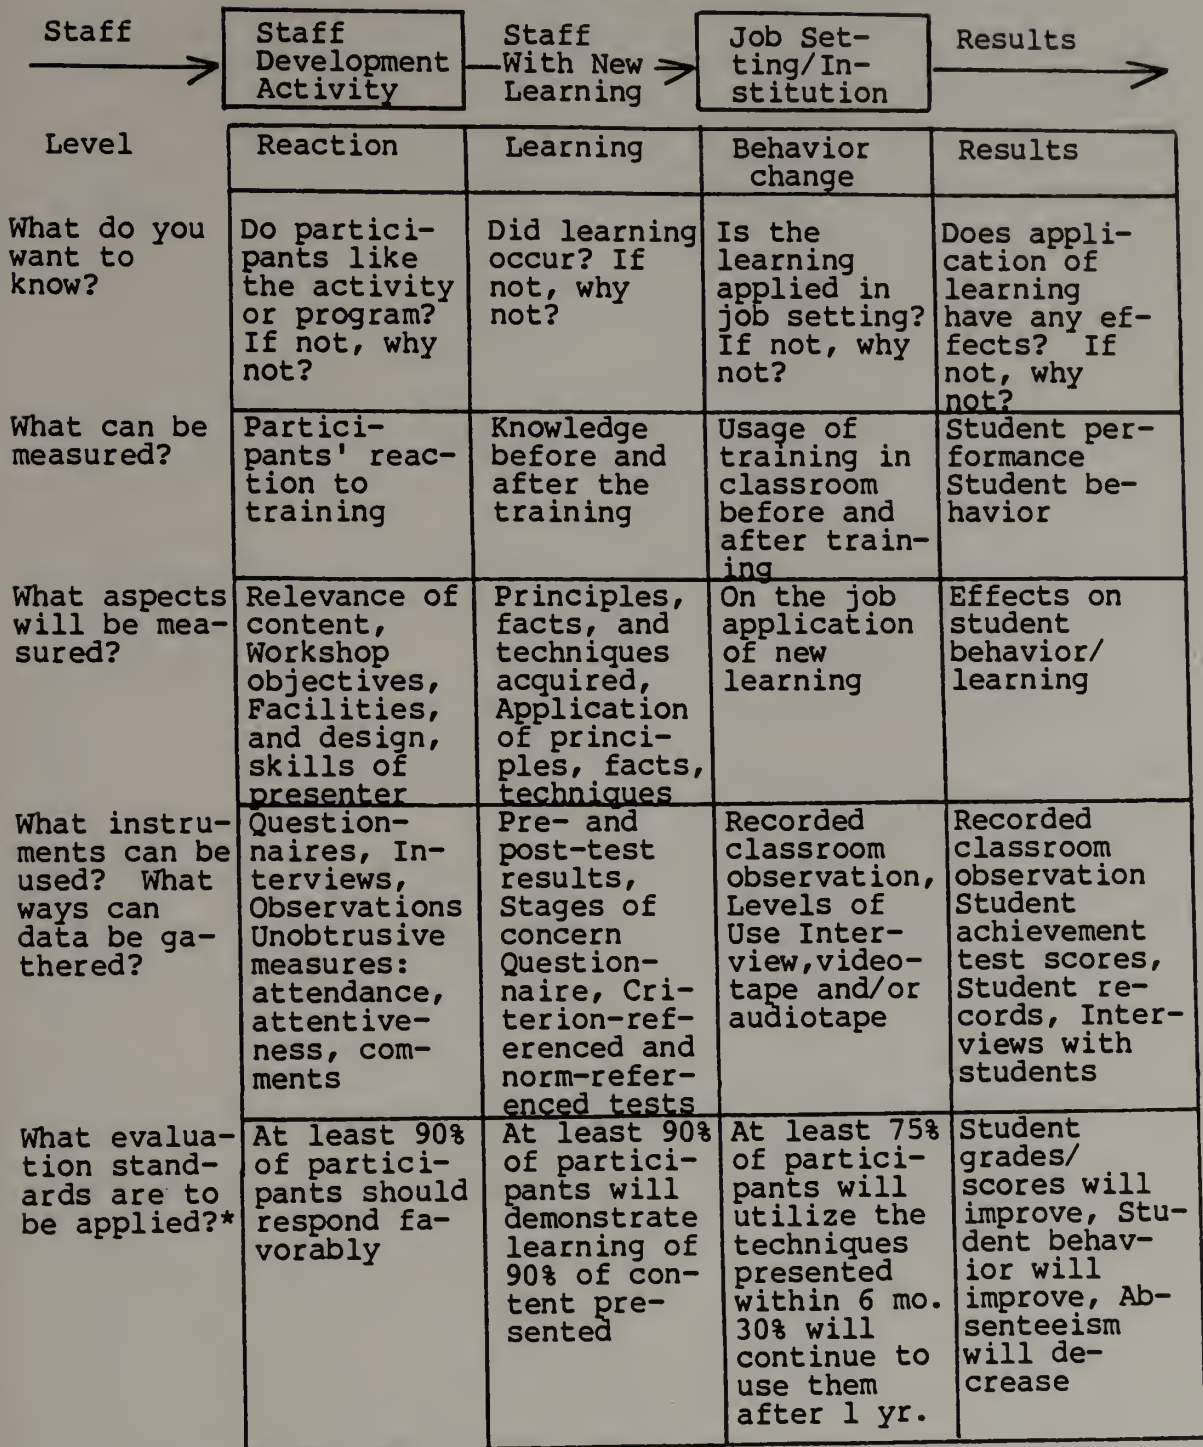 Staff
Staff
Development
Activity
Staff
With New
Learning
Job Set-
ting/In-
stitution
Results
Level
Reaction
Learning
Behavior
change
Results
What do you
want to
know?
Do partici-
pants like
the activity
or program?
If not, why
not?
Did learning
occur? If
not, why
not?
Is the
learning
applied in
job setting?
If not, why
not?
Does appli-
cation of
learning
have any ef-
fects?  If
not, why
not?
What can be
measured?
Partici-
pants' reac-
tion to
training
Knowledge
before and
after the
training
Usage of
training in
classroom
before and
after train-
ing
Student per-
formance
Student be-
havior
What aspects
will be mea-
sured?
Relevance of
content,
Workshop
objectives,
Facilities,
and design,
skills of
presenter
Principles,
facts, and
techniques
acquired,
Application
of princi-
ples, facts,
techniques
On the job
application
of new
learning
Effects on
student
behavior/
learning
What instru-
ments can be
used?  What
ways can
data be ga-
thered?
Question-
naires, In-
terviews,
Observations
Unobtrusive
measures:
attendance,
attentive-
ness, com-
ments
Pre- and
post-test
results,
Stages of
concern
Question-
naire, Cri-
terion-ref-
erenced and
norm-refer-
enced tests
Recorded
classroom
observation,
Levels of
Use Inter-
view,video-
tape and/or
audiotape
Recorded
classroom
observation
Student
achievement
test scores,
Student re-
cords, Inter-
views with
students
What evalua-
tion stand-
ards are to
be applied?*
At least 90%
of partici-
pants should
respond fa-
vorably
At least 90%
of partici-
pants will
demonstrate
learning of
90% of con-
tent pre-
sented
At least 75%
of partici-
pants will
utilize the
techniques
presented
within 6 mo.
30% will
continue to
use them
after 1 yr.
Student
grades/
scores will
improve, Stu-
dent behav-
ior will
improve, Ab-
senteeism
will de-
crease